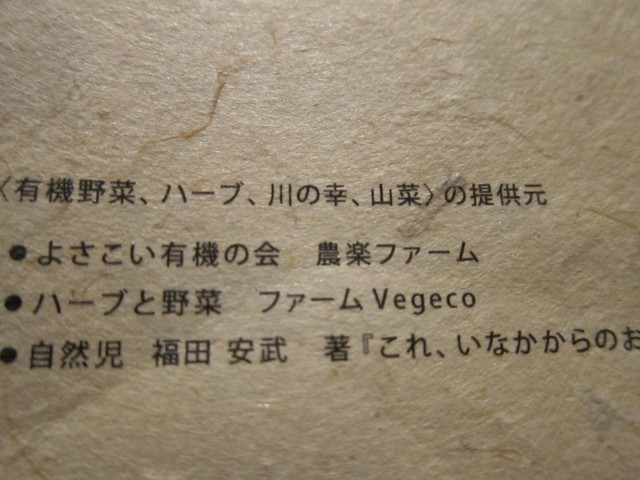 〈有機野菜、ハーブ、川の幸、山菜〉の提供元
●よさこい有機の会　農楽ファーム
●ハーブと野菜　ファームVegeco
●自然児　福田 安武　著『これ、いなかからのお